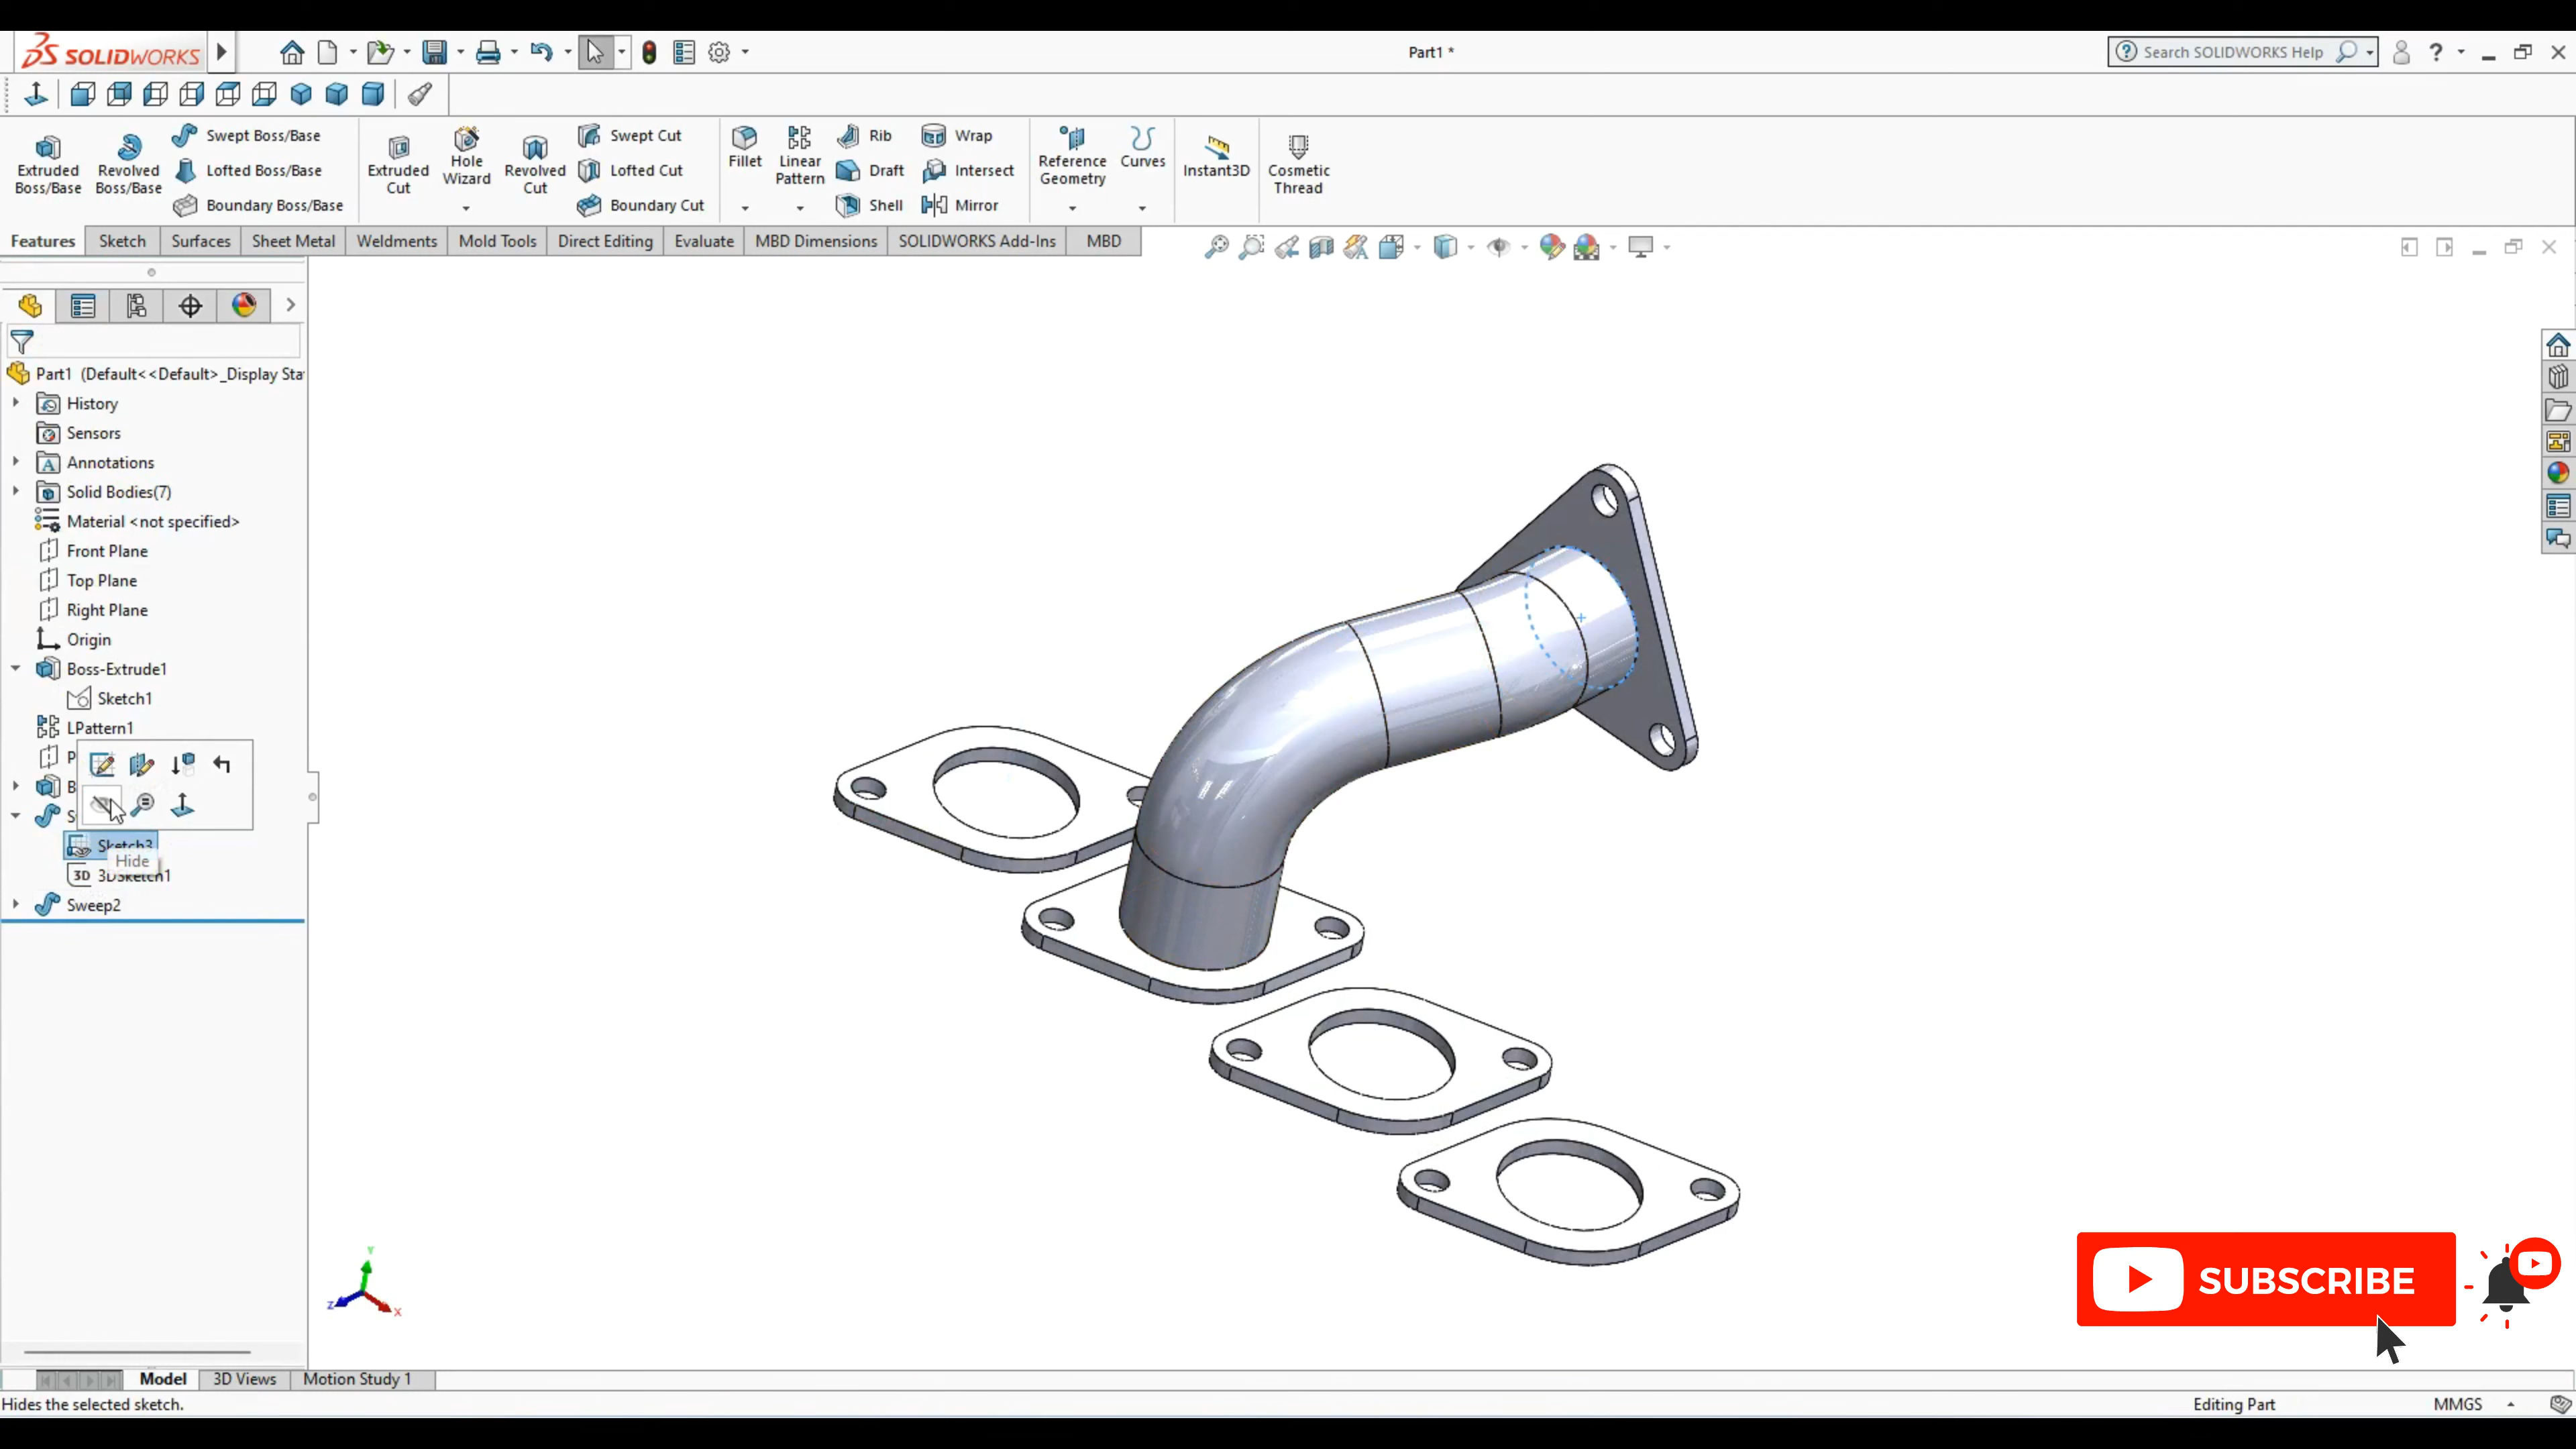 SOLIDWORKS
Part1 *
Search SOLIDWORKS Help
Extruded Boss/Base
Revolved Boss/Base
Swept Boss/Base
Lofted Boss/Base
Boundary Boss/Base
Extruded Cut
Hole Wizard
Revolved Cut
Swept Cut
Lofted Cut
Boundary Cut
Fillet
Linear Pattern
Rib
Draft
Shell
Wrap
Intersect
Mirror
Reference Geometry
Curves
Instant3D
Cosmetic Thread
Features
Sketch
Surfaces
Sheet Metal
Weldments
Mold Tools
Direct Editing
Evaluate
MBD Dimensions
SOLIDWORKS Add-Ins
MBD
Part1 (Default<<Default>_Display Sta
History
Sensors
Annotations
Solid Bodies(7)
Material <not specified>
Front Plane
Top Plane
Right Plane
Origin
Boss-Extrude1
Sketch1
LPattern1
P
B
S
Sketch3
Hide
3D 3DSketch1
Sweep2
Y
Z
X
SUBSCRIBE
Model
3D Views
Motion Study 1
Hides the selected sketch.
Editing Part
MMGS